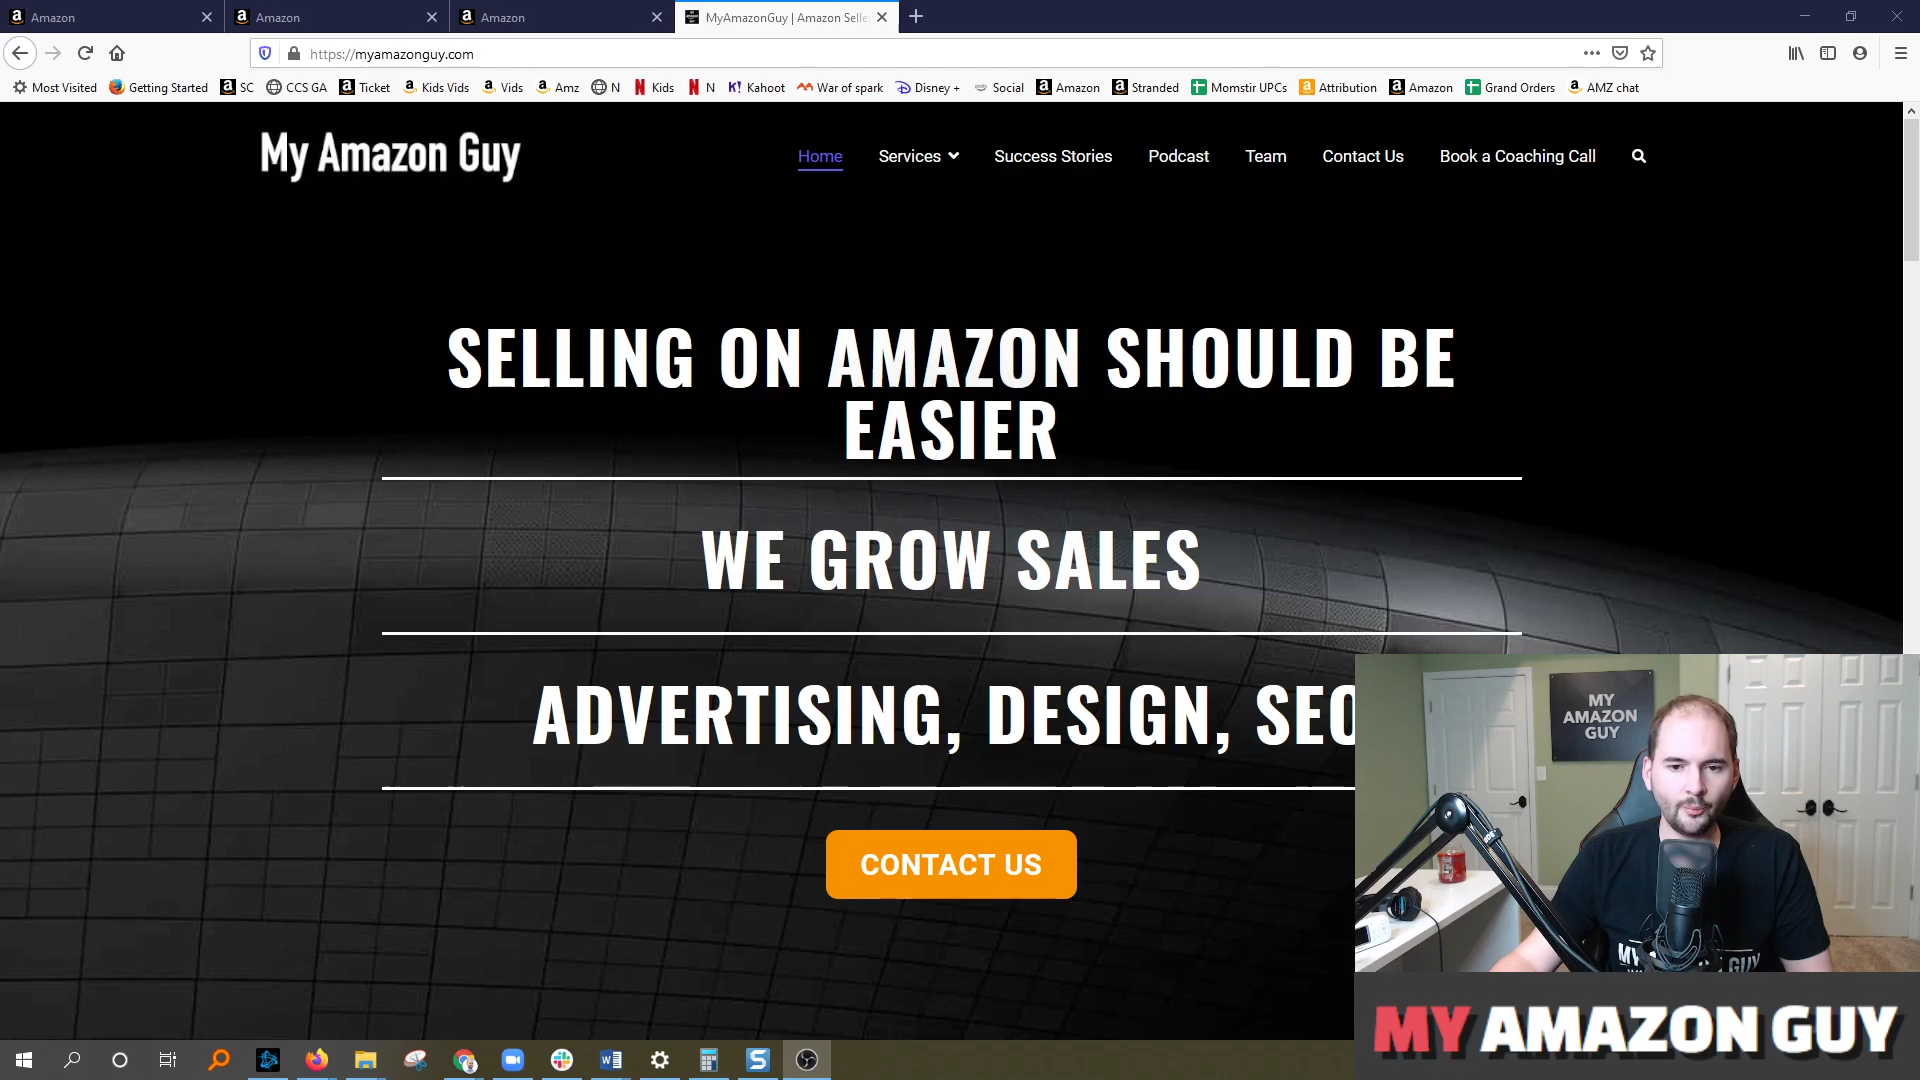 Amazon
Amazon
Amazon
MyAmazonGuy | Amazon Selle
https://myamazonguy.com
Most Visited
Getting Started
SC
CCS GA
Ticket
Kids Vids
Vids
Amz
N
Kids
N
Kahoot
War of spark
Disney +
Social
Amazon
Stranded
Momstir UPCs
Attribution
Amazon
Grand Orders
AMZ chat
My Amazon Guy
Home
Services
Success Stories
Podcast
Team
Contact Us
Book a Coaching Call
SELLING ON AMAZON SHOULD BE
EASIER
WE GROW SALES
ADVERTISING, DESIGN, SEO
CONTACT US
MY
AMAZON
GUY
MY AMAZON GUY